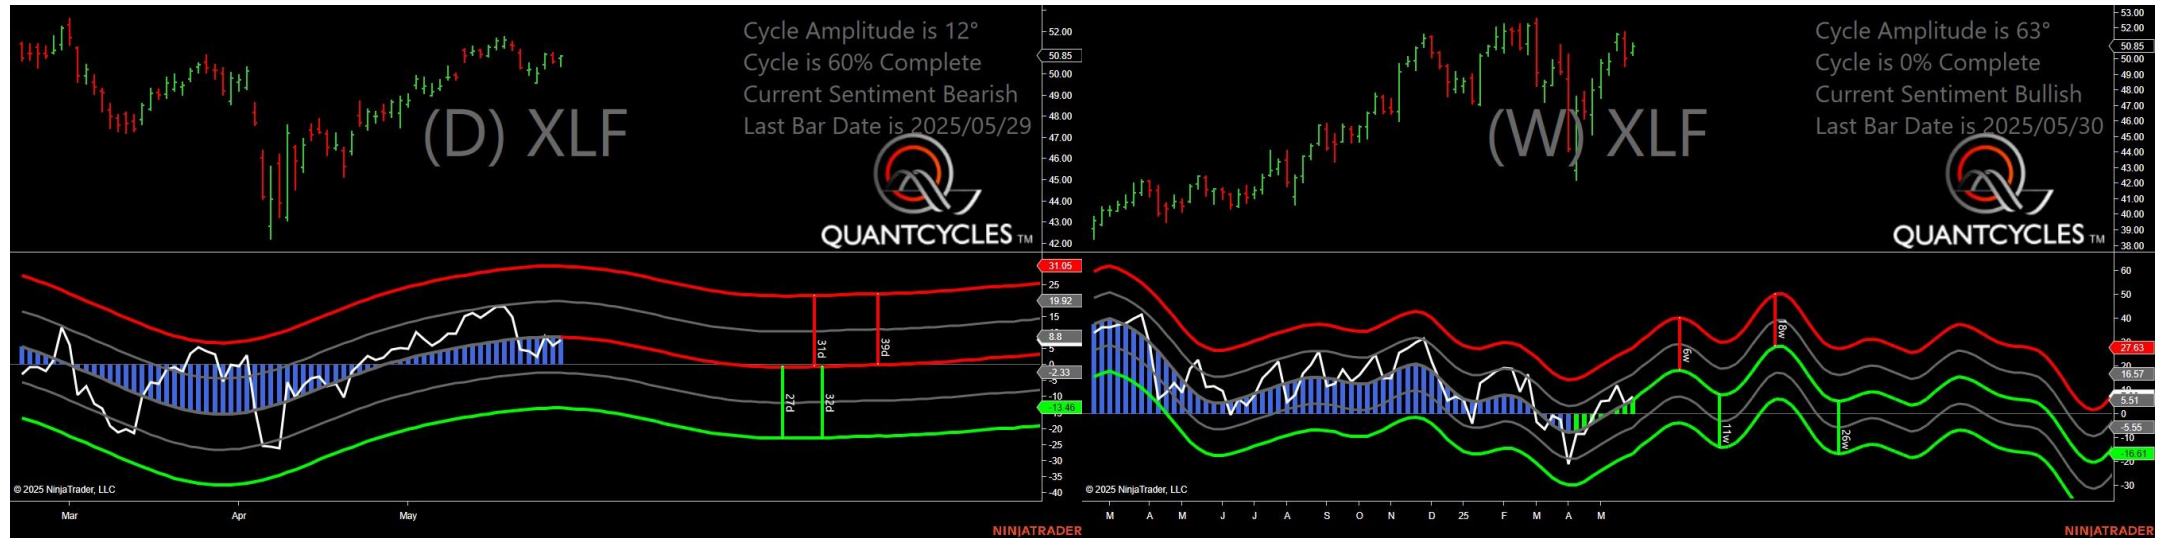 Cycle Amplitude is 12°
Cycle is 60% Complete
Current Sentiment Bearish
Last Bar Date is 2025/05/29
(D) XLF
QUANTCYCLES TM
52.00
50.85
50.00
49.00
48.00
47.00
46.00
45.00
44.00
43.00
42.00
31.05
25
19.92
15
8.8
5
0
-2.33
-5
-10
-13.46
-20
-25
-30
-35
-40
31d
39d
27d
32d
© 2025 NinjaTrader, LLC
Mar
Apr
May
NINJATRADER
Cycle Amplitude is 63°
Cycle is 0% Complete
Current Sentiment Bullish
Last Bar Date is 2025/05/30
(W) XLF
QUANTCYCLES TM
53.00
52.00
50.85
50.00
49.00
48.00
47.00
46.00
45.00
44.00
43.00
42.00
41.00
40.00
39.00
38.00
60
50
40
27.63
16.57
5.51
0
-5.55
-10
-16.61
-30
6w
18w
11w
26w
© 2025 NinjaTrader, LLC
M A M J J A S O N D 25 F M A M
NINJATRADER